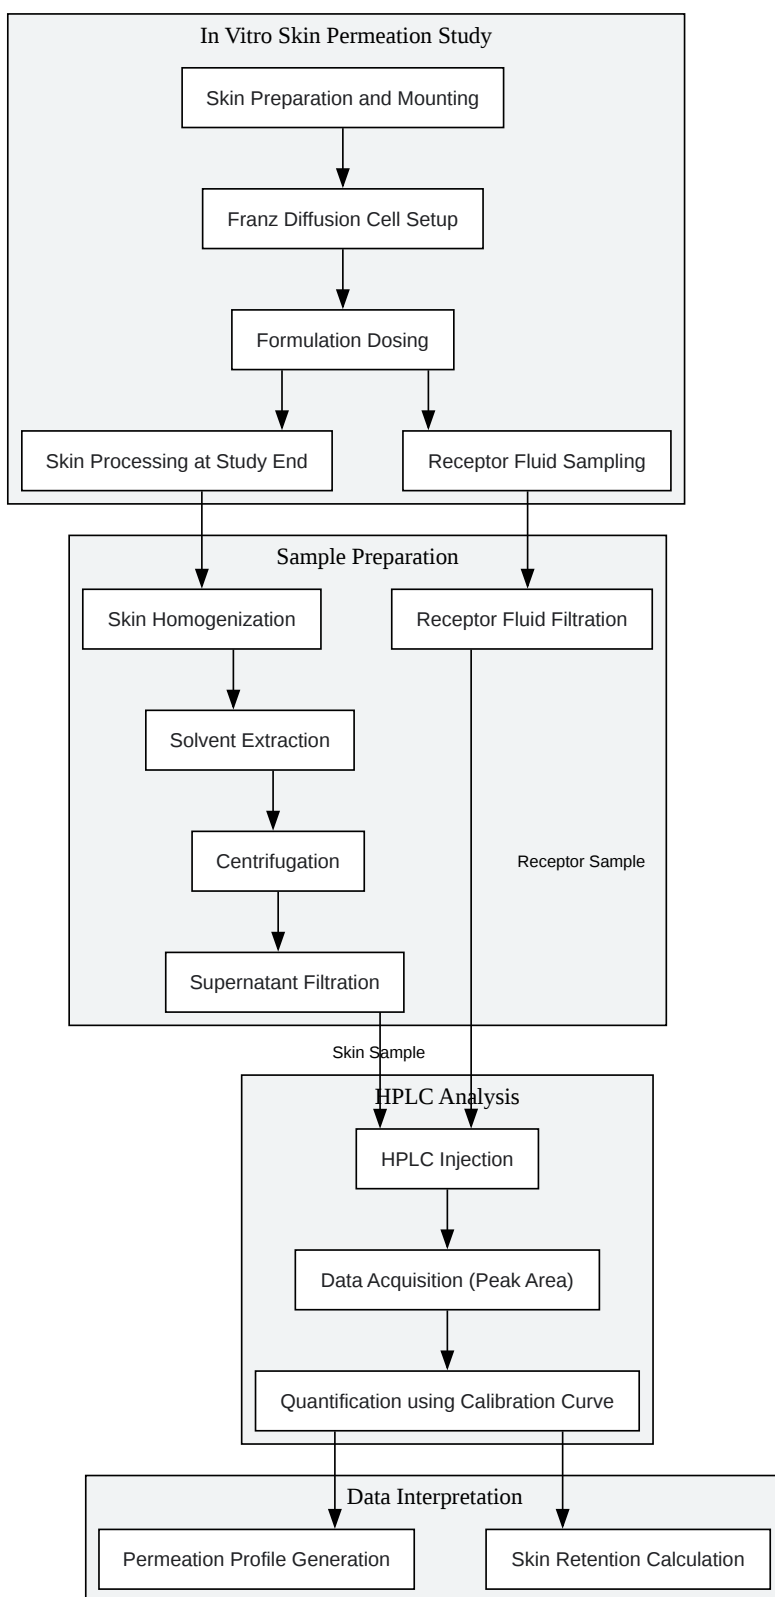 In Vitro Skin Permeation Study
Skin Preparation and Mounting
Franz Diffusion Cell Setup
Formulation Dosing
Skin Processing at Study End
Receptor Fluid Sampling
Sample Preparation
Skin Homogenization
Receptor Fluid Filtration
Solvent Extraction
Centrifugation
Receptor Sample
Supernatant Filtration
Skin Sample
HPLC Analysis
HPLC Injection
Data Acquisition (Peak Area)
Quantification using Calibration Curve
Data Interpretation
Permeation Profile Generation
Skin Retention Calculation